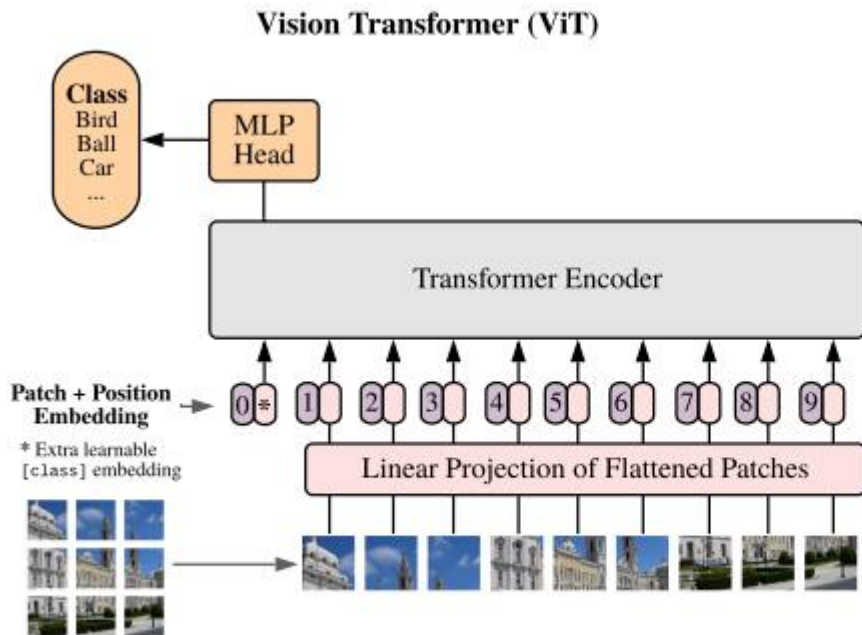 Vision Transformer (ViT)
Class
Bird
Ball
Car
...
MLP
Head
Transformer Encoder
Patch + Position
Embedding
0 * 1 2 3 4 5 6 7 8 9
* Extra learnable
[class] embedding
Linear Projection of Flattened Patches